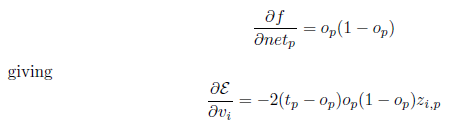 ∂f/∂net_p = o_p(1 − o_p)
giving
∂ℰ/∂v_i = −2(t_p − o_p)o_p(1 − o_p)z_{i,p}